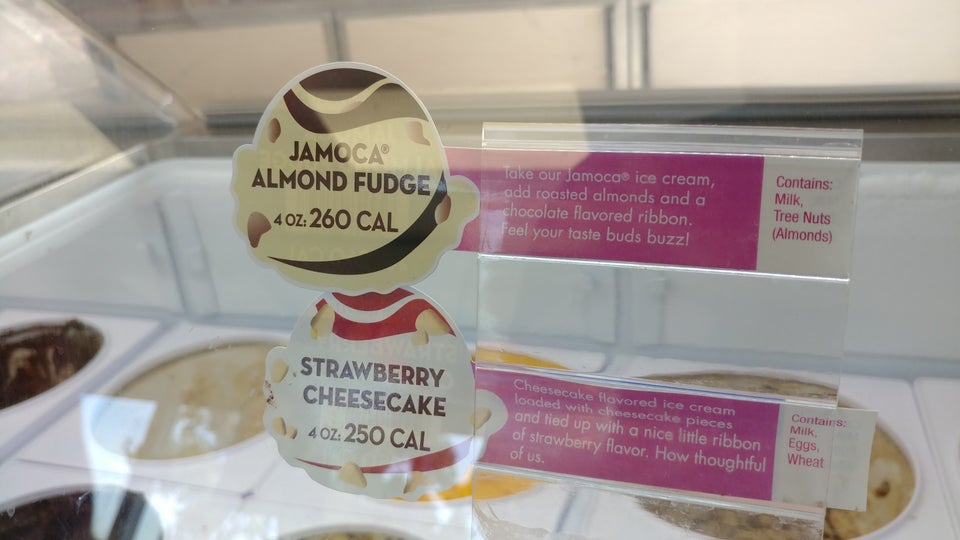 JAMOCA®
ALMOND FUDGE
4 OZ: 260 CAL
Take our Jamoca® ice cream,
add roasted almonds and a
chocolate flavored ribbon.
Feel your taste buds buzz!
Contains:
Milk,
Tree Nuts
(Almonds)
STRAWBERRY
CHEESECAKE
4 OZ: 250 CAL
Cheesecake flavored ice cream
loaded with cheesecake pieces
and tied up with a nice little ribbon
of strawberry flavor. How thoughtful
of us.
Contains:
Milk,
Eggs,
Wheat